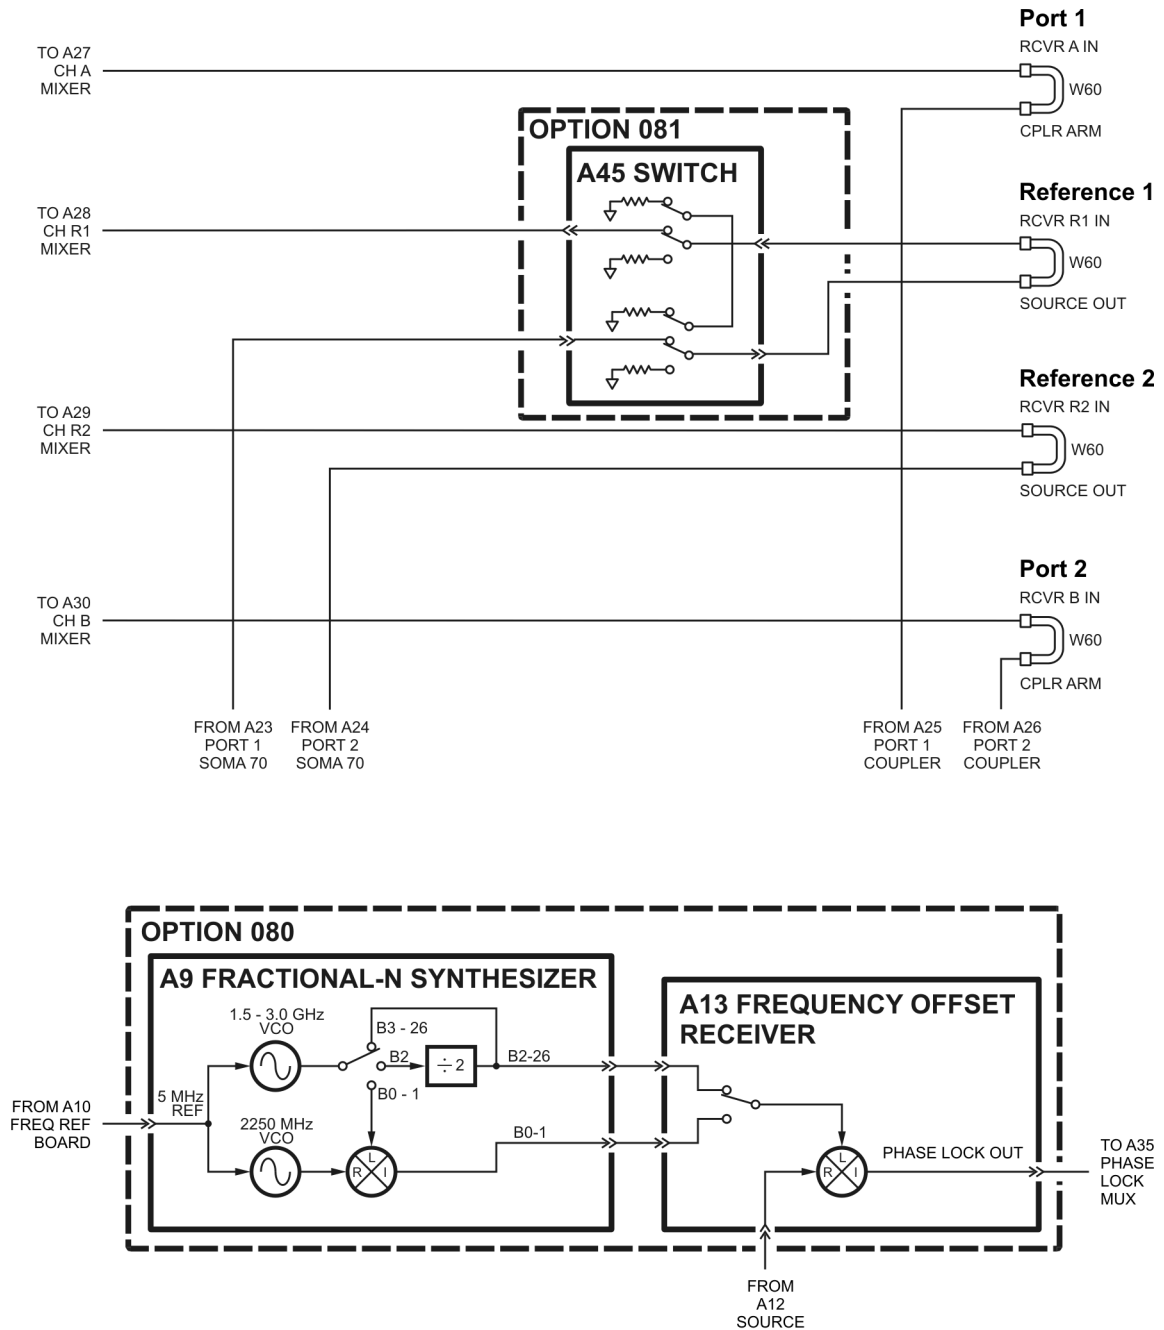 Port 1
RCVR A IN
TO A27
CH A
MIXER
W60
CPLR ARM
OPTION 081
A45 SWITCH
Reference 1
RCVR R1 IN
TO A28
CH R1
MIXER
W60
SOURCE OUT
Reference 2
RCVR R2 IN
TO A29
CH R2
MIXER
W60
SOURCE OUT
Port 2
RCVR B IN
TO A30
CH B
MIXER
W60
CPLR ARM
FROM A23
PORT 1
SOMA 70
FROM A24
PORT 2
SOMA 70
FROM A25
PORT 1
COUPLER
FROM A26
PORT 2
COUPLER
OPTION 080
A9 FRACTIONAL-N SYNTHESIZER
1.5 - 3.0 GHz
VCO
B3 - 26
B2
÷ 2
B2-26
B0 - 1
5 MHz
REF
FROM A10
FREQ REF
BOARD
2250 MHz
VCO
L
R
I
B0-1
A13 FREQUENCY OFFSET
RECEIVER
L
R
I
PHASE LOCK OUT
TO A35
PHASE
LOCK
MUX
FROM
A12
SOURCE